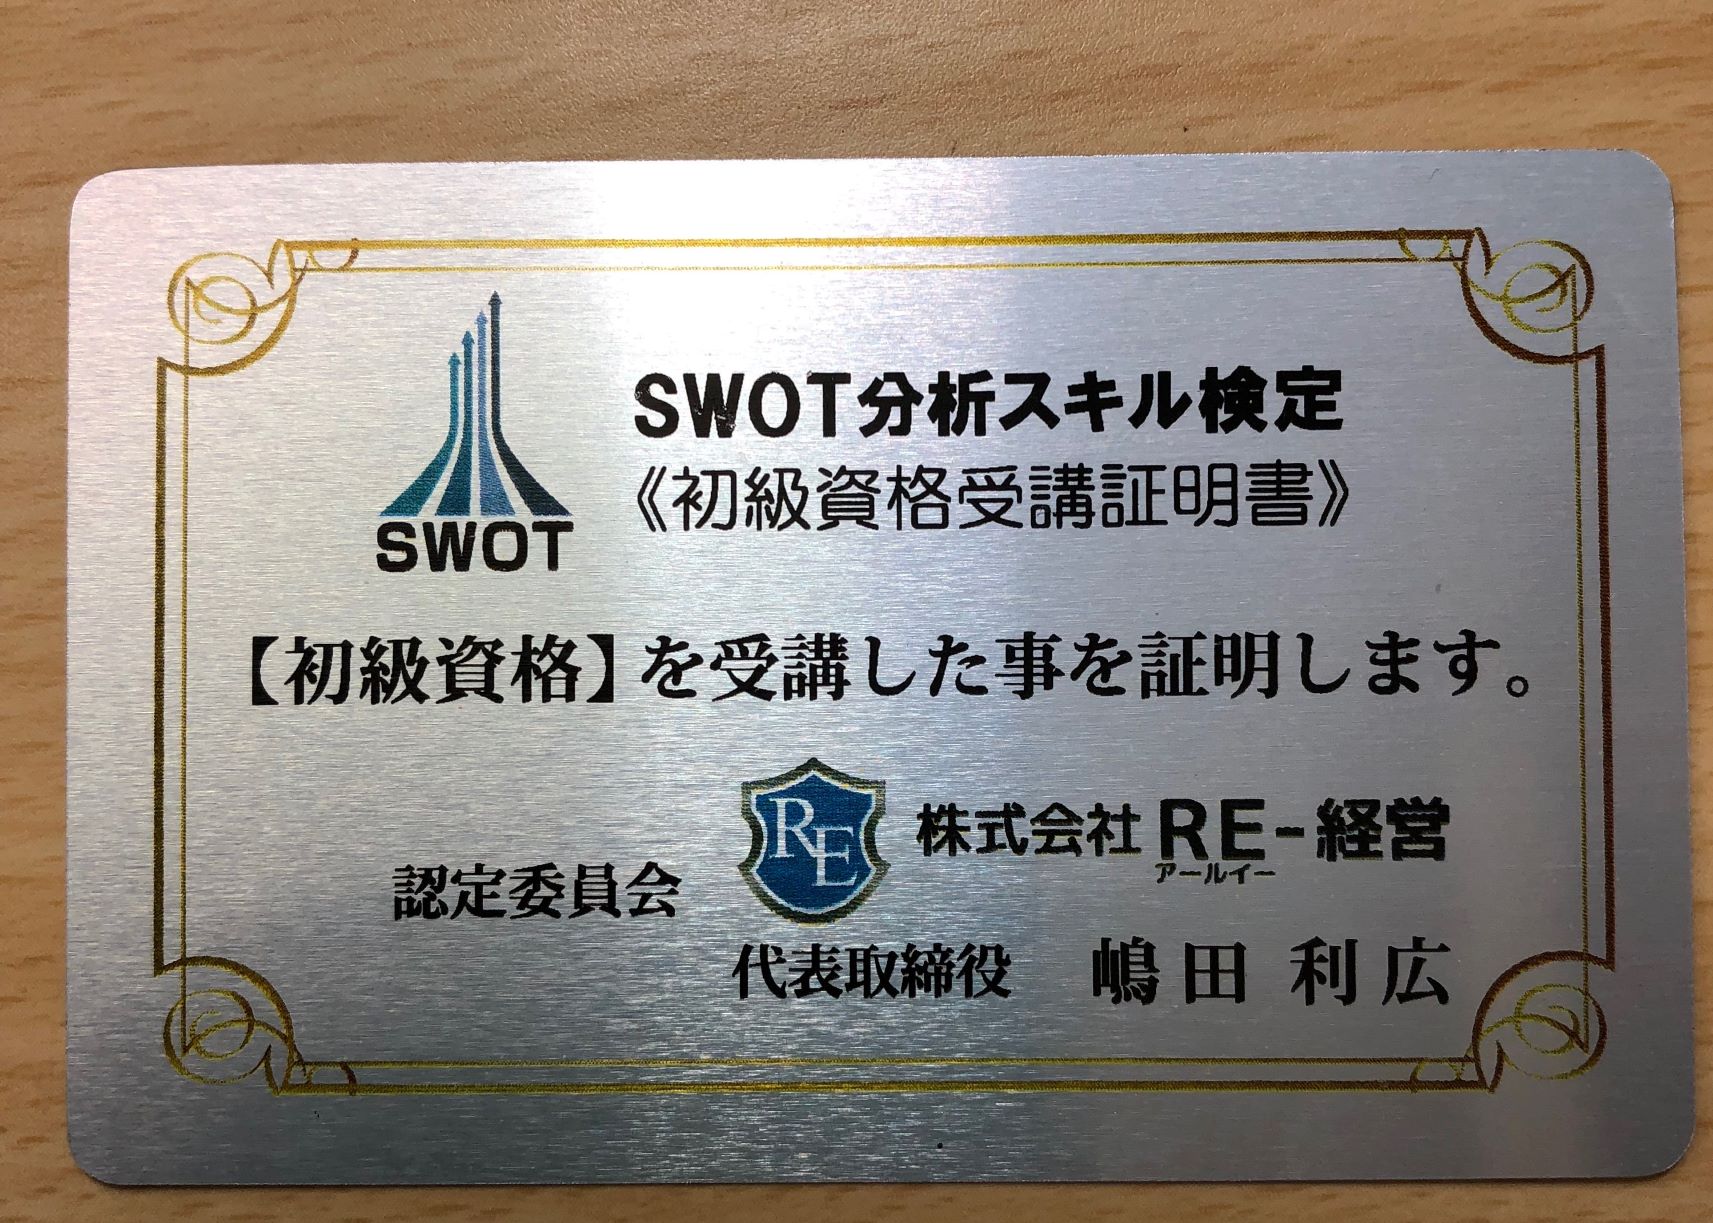 SWOT
SWOT分析スキル検定
《初級資格受講証明書》
【初級資格】を受講した事を証明します。
認定委員会
RE
株式会社 RE-経営
アールイー
代表取締役 嶋田 利広